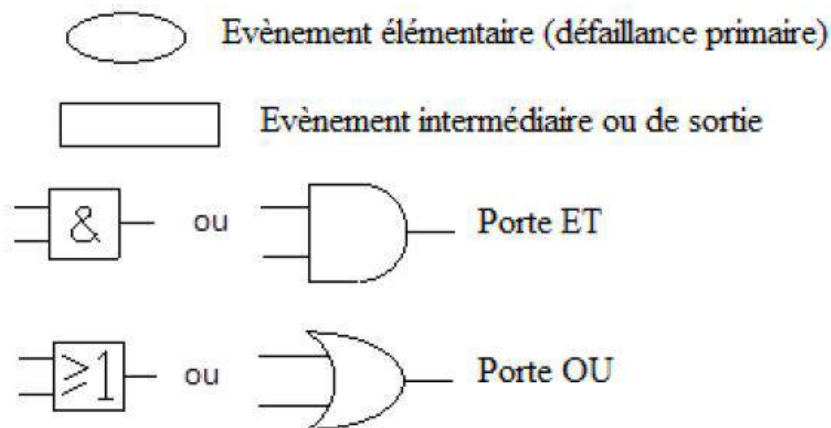 Evènement élémentaire (défaillance primaire)
Evènement intermédiaire ou de sortie
& ou Porte ET
≥1 ou Porte OU